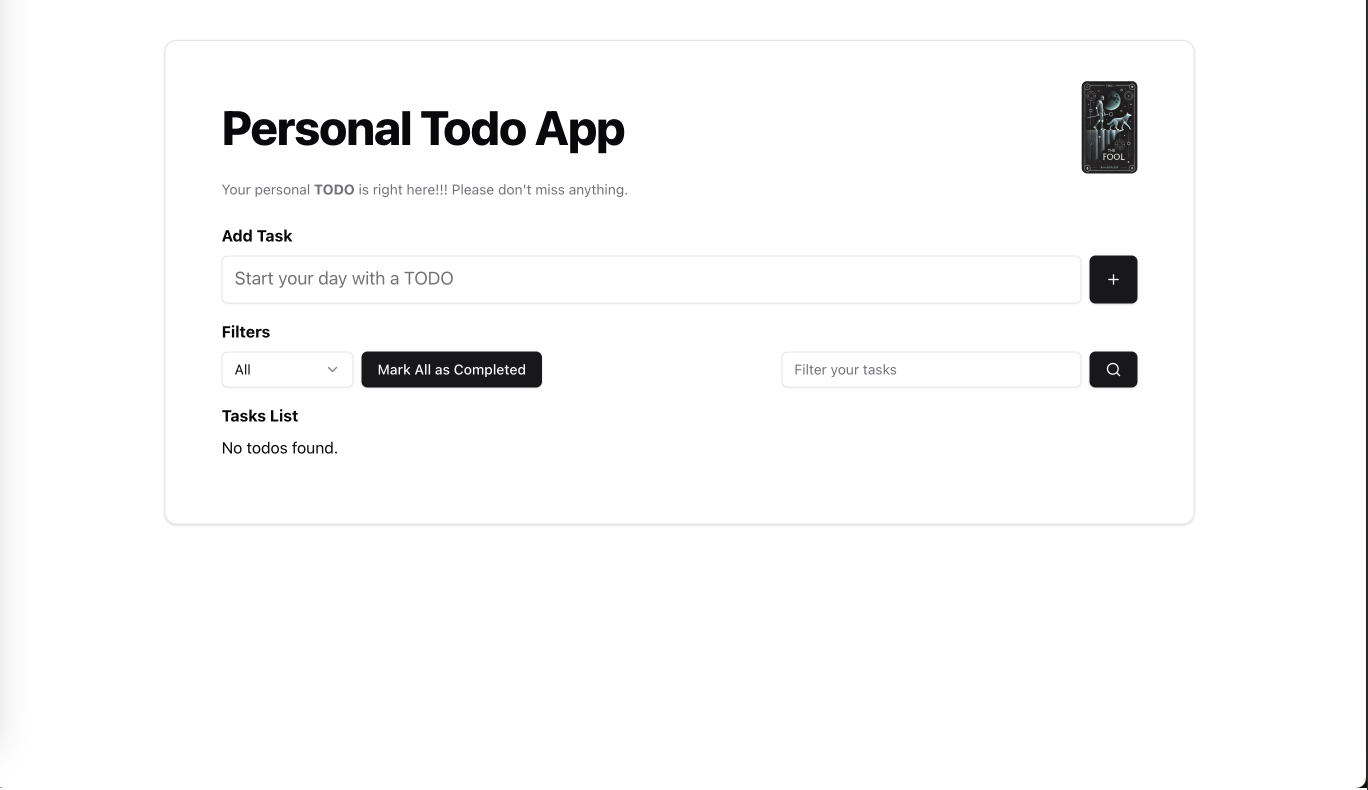 Personal Todo App
THE
FOOL
Your personal TODO is right here!!! Please don't miss anything.
Add Task
Start your day with a TODO
Filters
All
Mark All as Completed
Filter your tasks
Tasks List
No todos found.